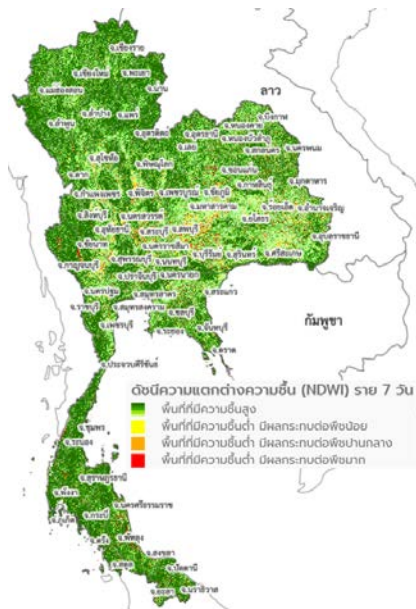 จ.เชียงราย
จ.เชียงใหม่ จ.พะเยา
จ.แม่ฮ่องสอน จ.น่าน
ลาว
จ.ลำปาง จ.แพร่
จ.ลำพูน
จ.อุตรดิตถ์ จ.อุดรธานี จ.หนองคาย จ.บึงกาฬ
จ.หนองบัวลำภู
จ.สุโขทัย จ.เลย จ.สกลนคร จ.นครพนม
จ.ตาก จ.พิษณุโลก จ.ขอนแก่น
จ.กาฬสินธุ์ จ.มุกดาหาร
จ.กำแพงเพชร จ.พิจิตร จ.เพชรบูรณ์ จ.ชัยภูมิ
จ.มหาสารคาม จ.ร้อยเอ็ด จ.อำนาจเจริญ
จ.สิงห์บุรี จ.นครสวรรค์ จ.ยโสธร
จ.อุทัยธานี จ.สระบุรี จ.ลพบุรี จ.อุบลราชธานี
จ.ชัยนาท จ.นครราชสีมา จ.บุรีรัมย์ จ.สุรินทร์ จ.ศรีสะเกษ
จ.กาญจนบุรี จ.สุพรรณบุรี จ.นนทบุรี
จ.ปราจีนบุรี จ.นครนายก
จ.นครปฐม จ.สมุทรสาคร จ.สระแก้ว
จ.ราชบุรี จ.สมุทรสงคราม จ.ชลบุรี
จ.เพชรบุรี จ.ระยอง จ.จันทบุรี
กัมพูชา
จ.ตราด
จ.ประจวบคีรีขันธ์
ดัชนีความแตกต่างความชื้น (NDWI) ราย 7 วัน
พื้นที่ที่มีความชื้นสูง
พื้นที่ที่มีความชื้นต่ำ มีผลกระทบต่อพืชน้อย
พื้นที่ที่มีความชื้นต่ำ มีผลกระทบต่อพืชปานกลาง
พื้นที่ที่มีความชื้นต่ำ มีผลกระทบต่อพืชมาก
จ.ชุมพร
จ.ระนอง
จ.สุราษฎร์ธานี
จ.พังงา
จ.ภูเก็ต จ.กระบี่ จ.นครศรีธรรมราช
จ.ตรัง จ.พัทลุง
จ.สตูล จ.สงขลา
จ.ปัตตานี
จ.ยะลา จ.นราธิวาส